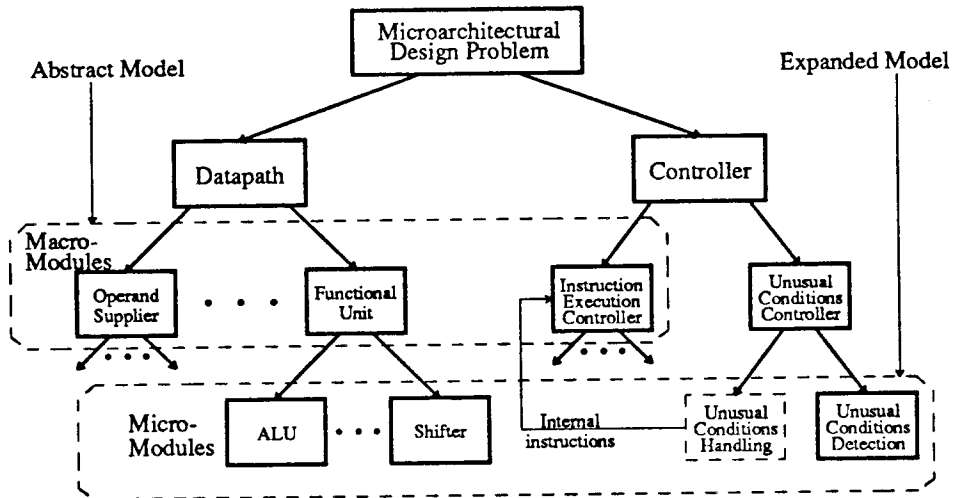 Microarchitectural
Design Problem
Abstract Model
Expanded Model
Datapath
Controller
Macro-
Modules
Operand
Supplier
Functional
Unit
Instruction
Execution
Controller
Unusual
Conditions
Controller
Micro-
Modules
ALU
Shifter
Internal
instructions
Unusual
Conditions
Handling
Unusual
Conditions
Detection